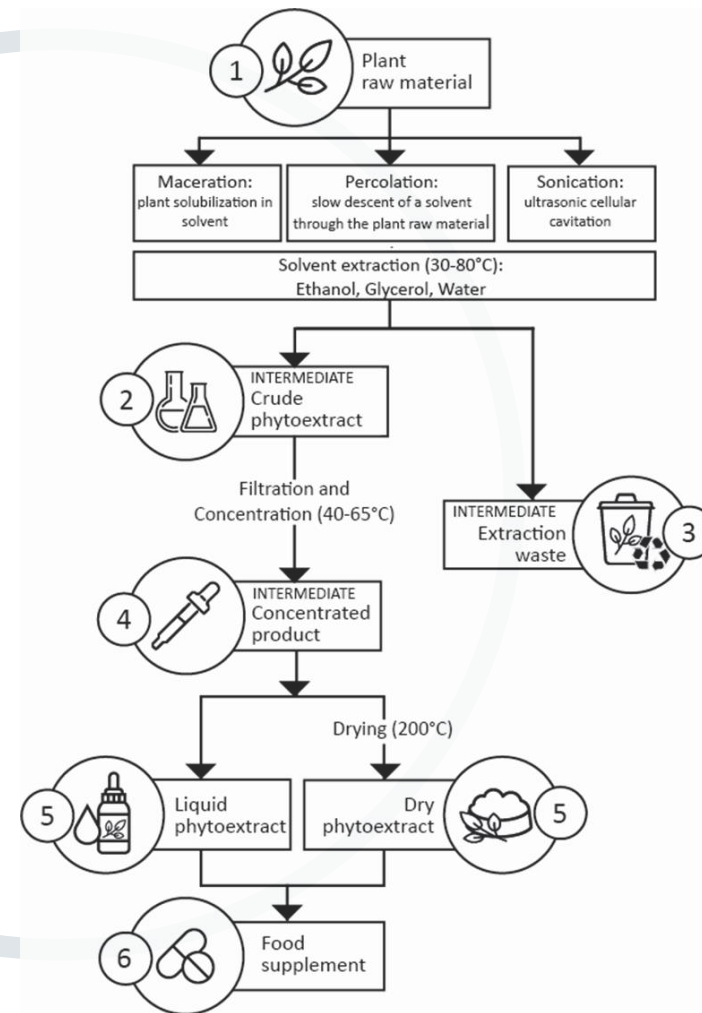 1
Plant
raw material
Maceration:
plant solubilization in
solvent
Percolation:
slow descent of a solvent
through the plant raw material
Sonication:
ultrasonic cellular
cavitation
Solvent extraction (30-80°C):
Ethanol, Glycerol, Water
2
INTERMEDIATE
Crude
phytoextract
Filtration and
Concentration (40-65°C)
INTERMEDIATE
Extraction
waste
3
4
INTERMEDIATE
Concentrated
product
Drying (200°C)
5
Liquid
phytoextract
Dry
phytoextract
5
6
Food
supplement